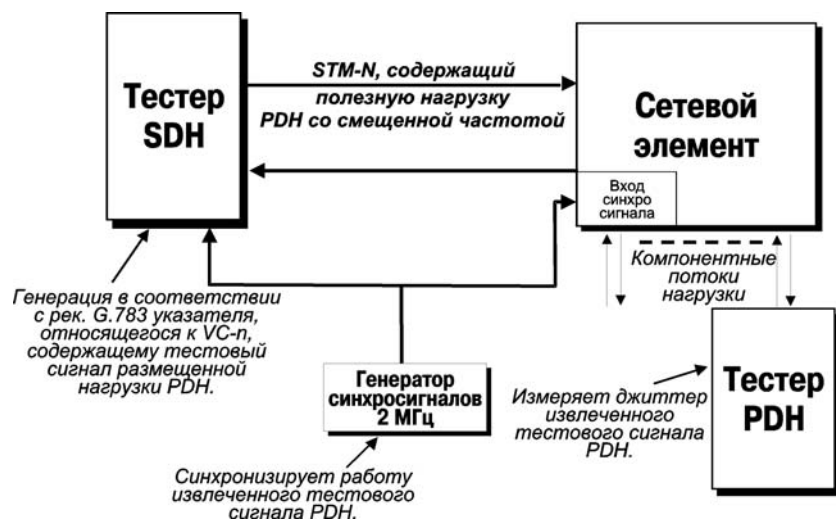 Тестер
SDH
STM-N, содержащий
полезную нагрузку
PDH со смещенной частотой
Сетевой
элемент
Вход
синхро
сигнала
Компонентные
потоки
нагрузки
Генерация в соответствии
с рек. G.783 указателя,
относящегося к VC-n,
содержащему тестовый
сигнал размещенной
нагрузки PDH.
Генератор
синхросигналов
2 МГц
Синхронизирует работу
извлеченного тестового
сигнала PDH.
Измеряет джиттер
извлеченного
тестового сигнала
PDH.
Тестер
PDH